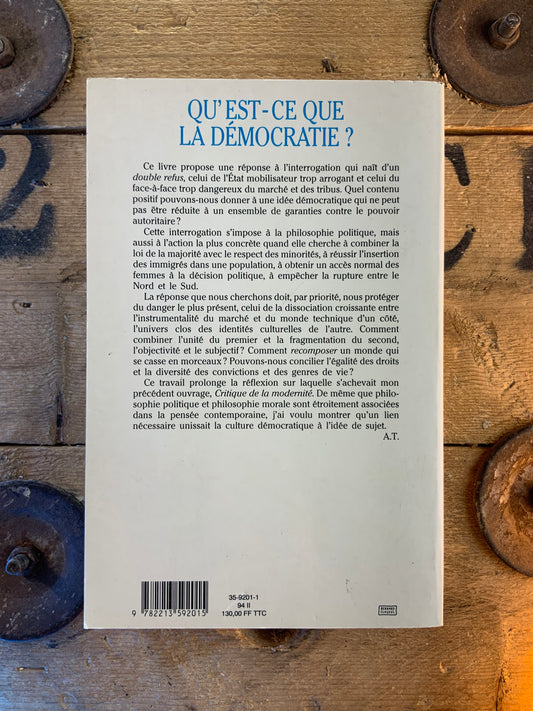 QU'EST-CE QUE
LA DÉMOCRATIE ?
Ce livre propose une réponse à l'interrogation qui naît d'un
double refus, celui de l'État mobilisateur trop arrogant et celui du
face-à-face trop dangereux du marché et des tribus. Quel contenu
positif pouvons-nous donner à une idée démocratique qui ne peut
pas être réduite à un ensemble de garanties contre le pouvoir
autoritaire ?
Cette interrogation s'impose à la philosophie politique, mais
aussi à l'action la plus concrète quand elle cherche à combiner la
loi de la majorité avec le respect des minorités, à réussir l'insertion
des immigrés dans une population, à obtenir un accès normal des
femmes à la décision politique, à empêcher la rupture entre le
Nord et le Sud.
La réponse que nous cherchons doit, par priorité, nous protéger
du danger le plus présent, celui de la dissociation croissante entre
l'instrumentalité du marché et du monde technique d'un côté,
l'univers clos des identités culturelles de l'autre. Comment
combiner l'unité du premier et la fragmentation du second,
l'objectivité et le subjectif ? Comment recomposer un monde qui
se casse en morceaux ? Pouvons-nous concilier l'égalité des droits
et la diversité des convictions et des genres de vie ?
Ce travail prolonge la réflexion sur laquelle s'achevait mon
précédent ouvrage, Critique de la modernité. De même que philo-
sophie politique et philosophie morale sont étroitement associées
dans la pensée contemporaine, j'ai voulu montrer qu'un lien
nécessaire unissait la culture démocratique à l'idée de sujet.
A.T.
35-9201-1
94 II
9 782213 592015 130,00 FF TTC
2